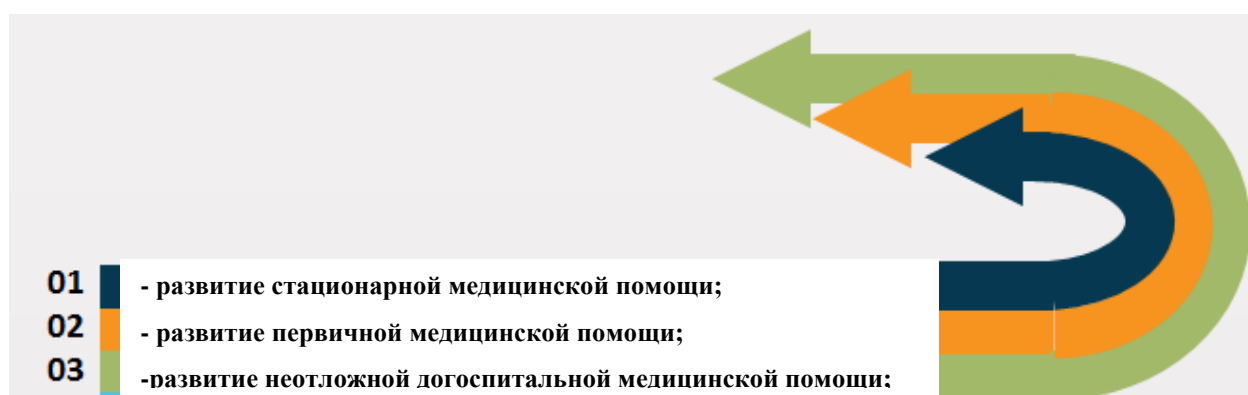 01 - развитие стационарной медицинской помощи;
02 - развитие первичной медицинской помощи;
03 -развитие неотложной догоспитальной медицинской помощи;